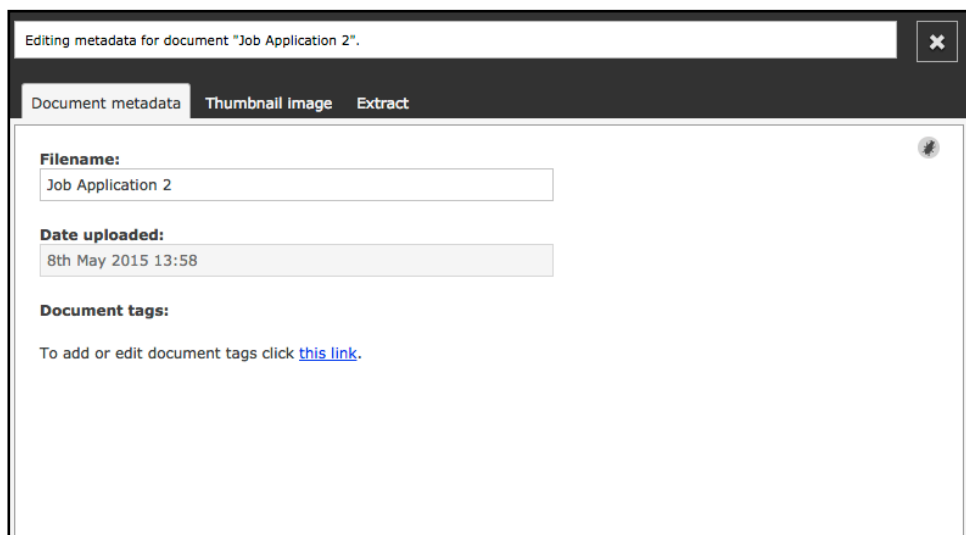 Editing metadata for document "Job Application 2".
Document metadata Thumbnail image Extract
Filename:
Job Application 2
Date uploaded:
8th May 2015 13:58
Document tags:
To add or edit document tags click this link.